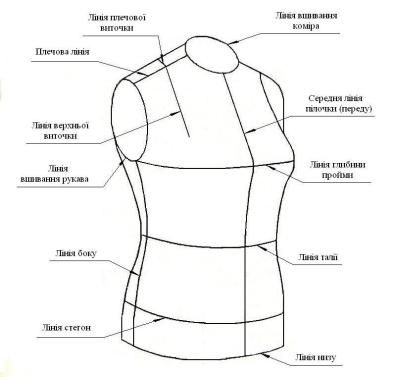 Лінія плечової
виточки
Лінія вшивання
коміра
Плечова лінія
Середня лінія
пілочки (переду)
Лінія верхньої
виточки
Лінія
вшивання рукава
Лінія глибини
пройми
Лінія боку
Лінія талії
Лінія стегон
Лінія низу